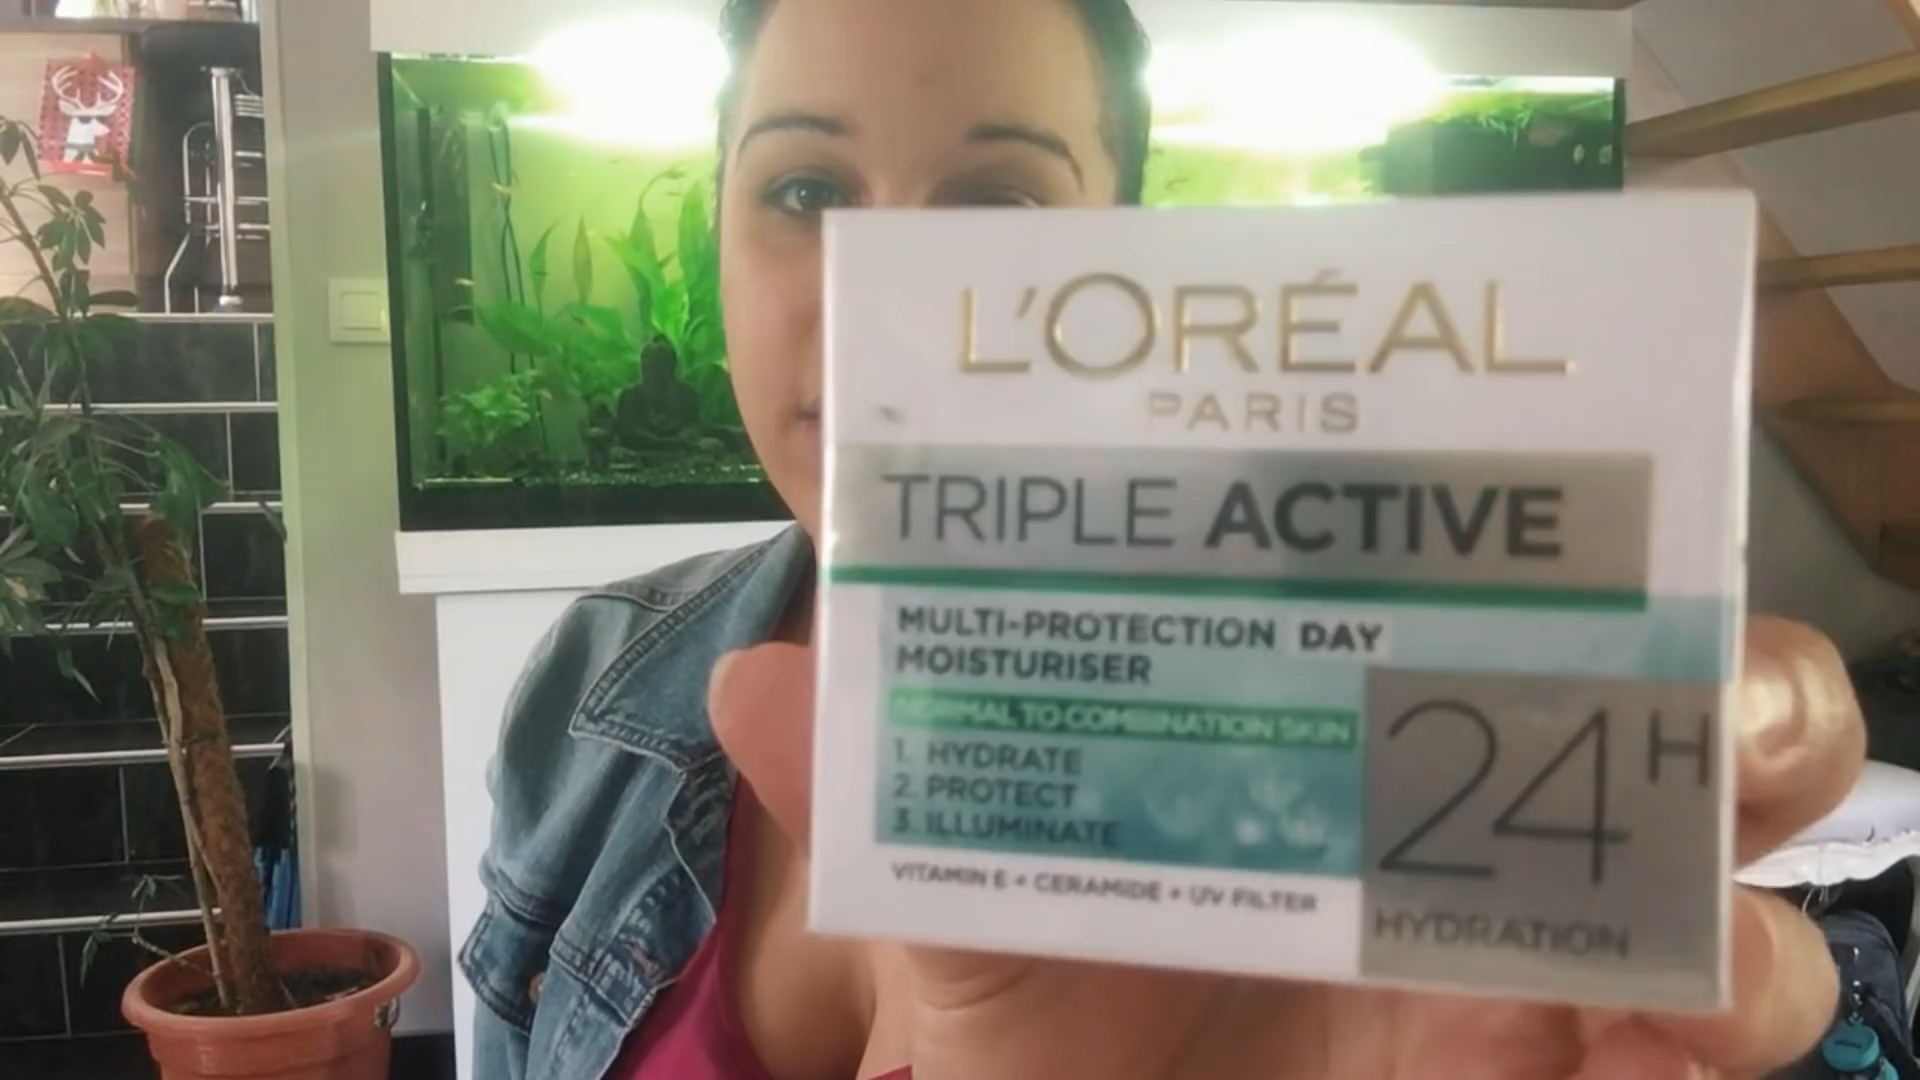 L'ORÉAL
PARIS
TRIPLE ACTIVE
MULTI-PROTECTION DAY
MOISTURISER
NORMAL TO COMBINATION SKIN
1. HYDRATE
2. PROTECT
3. ILLUMINATE
VITAMIN E + CERAMIDE + UV FILTER
24H
HYDRATION